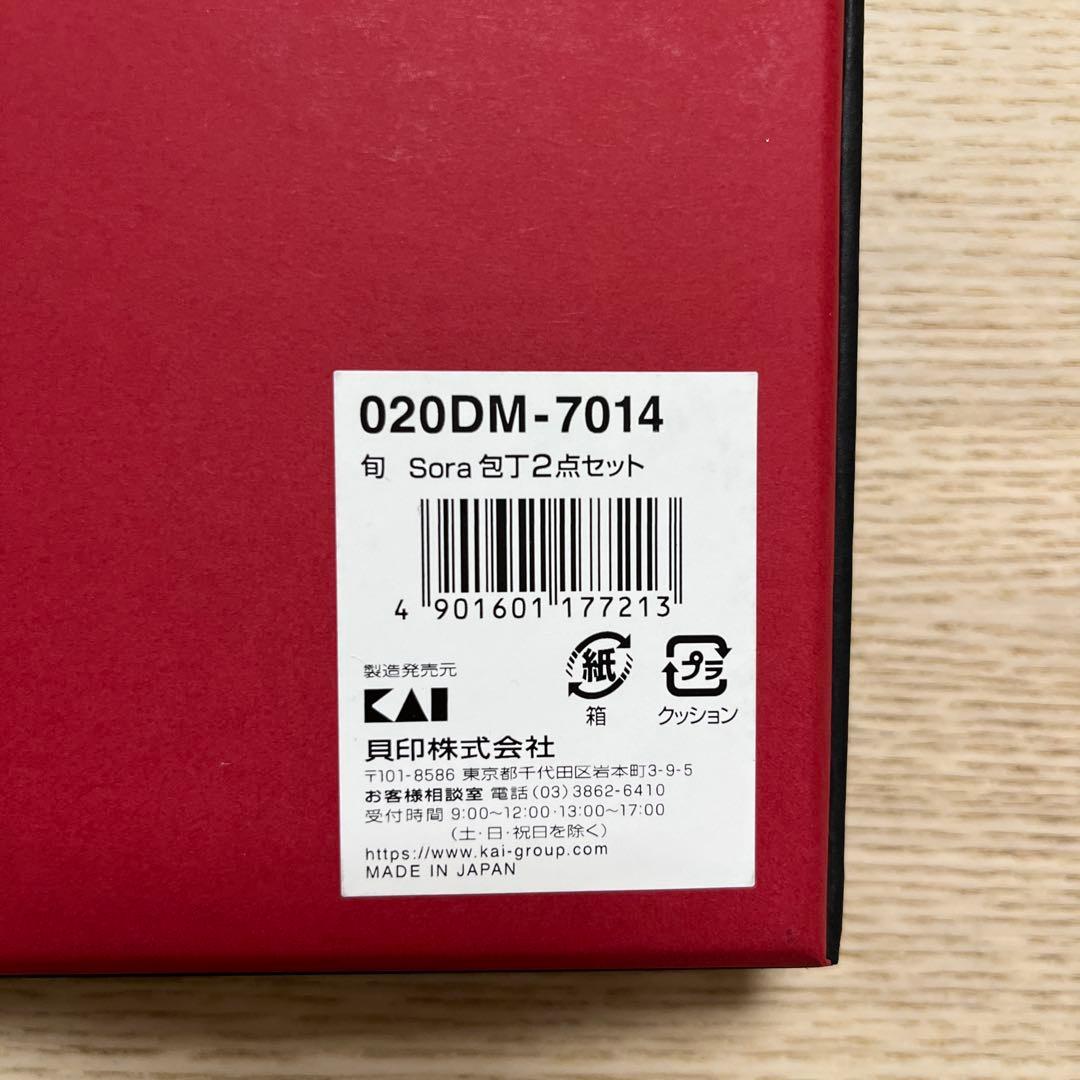 020DM-7014
旬 Sora 包丁2点セット
4 901601 177213
紙
プラ
箱
クッション
製造発売元
KAI
貝印株式会社
〒101-8586 東京都千代田区岩本町3-9-5
お客様相談室 電話(03)3862-6410
受付時間 9:00~12:00・13:00~17:00
(土・日・祝日を除く)
https://www.kai-group.com
MADE IN JAPAN